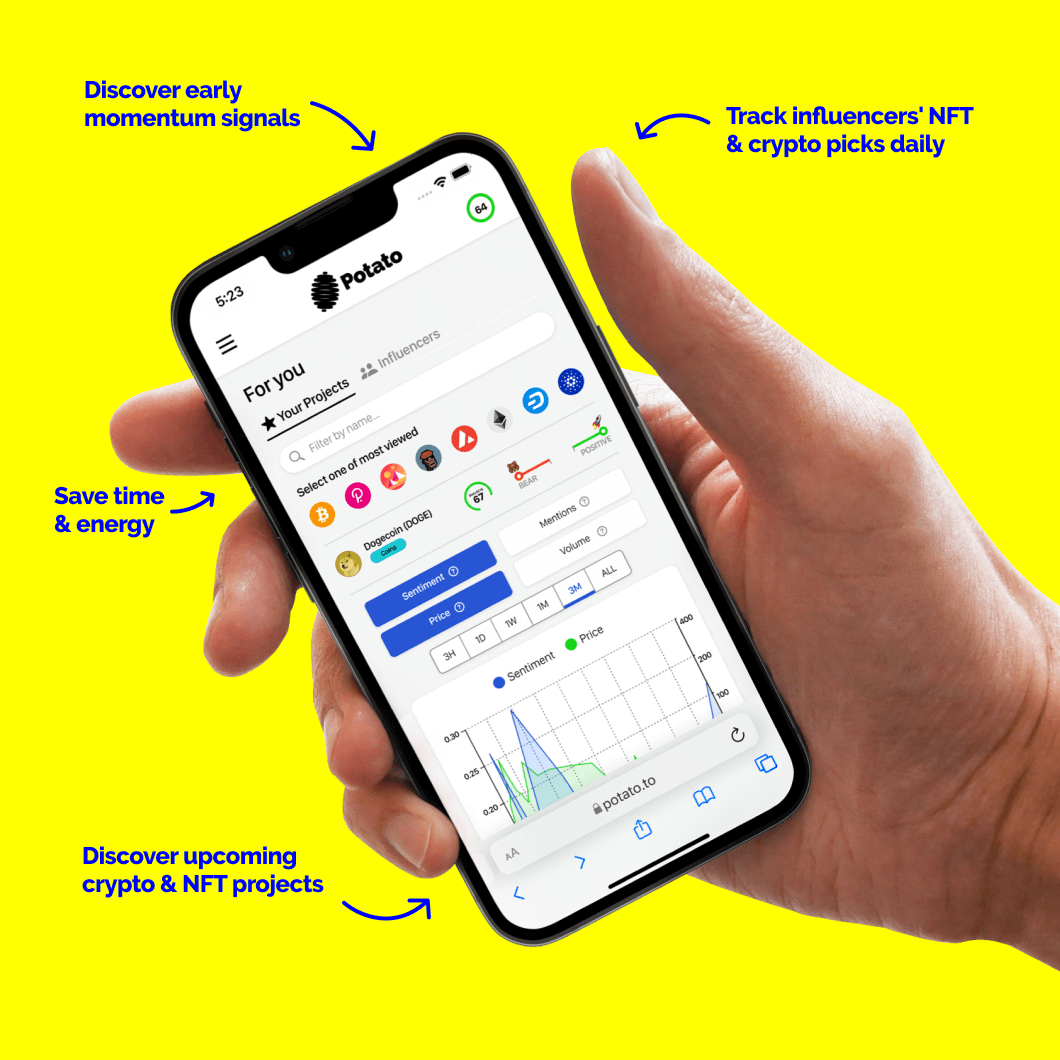 Discover early
momentum signals
Track influencers' NFT
& crypto picks daily
5:23
64
Potato
For you
Your Projects
Influencers
Filter by name...
Select one of most viewed
Dogecoin (DOGE)
Coins
67
BEAR
POSITIVE
Sentiment
Mentions
Price
Volume
3H 1D 1W 1M 3M ALL
Sentiment Price
0.30
0.25
0.20
400
200
100
AA
potato.to
Save time
& energy
Discover upcoming
crypto & NFT projects